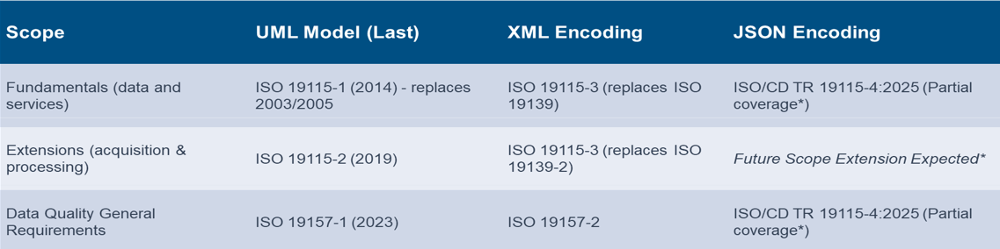 Scope UML Model (Last) XML Encoding JSON Encoding
Fundamentals (data and
services)
ISO 19115-1 (2014) - replaces
2003/2005
ISO 19115-3 (replaces ISO
19139)
ISO/CD TR 19115-4:2025 (Partial
coverage*)
Extensions (acquisition &
processing)
ISO 19115-2 (2019)
ISO 19115-3 (replaces ISO
19139-2)
Future Scope Extension Expected*
Data Quality General
Requirements
ISO 19157-1 (2023)
ISO 19157-2
ISO/CD TR 19115-4:2025 (Partial
coverage*)